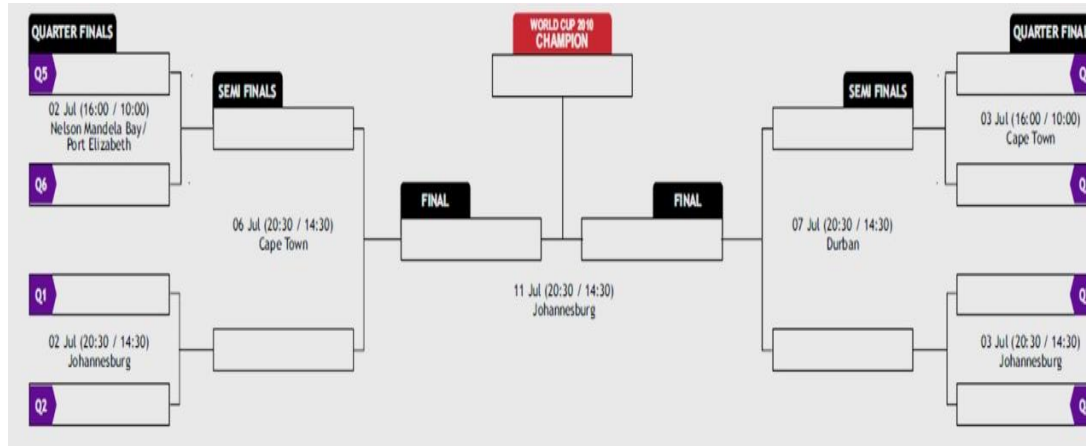 WORLD CUP 2010
CHAMPION
QUARTER FINALS
Q5
02 Jul (16:00 / 10:00)
Nelson Mandela Bay/
Port Elizabeth
Q6
SEMI FINALS
06 Jul (20:30 / 14:30)
Cape Town
Q1
02 Jul (20:30 / 14:30)
Johannesburg
Q2
FINAL
11 Jul (20:30 / 14:30)
Johannesburg
FINAL
SEMI FINALS
07 Jul (20:30 / 14:30)
Durban
QUARTER FINAL
Q
03 Jul (16:00 / 10:00)
Cape Town
Q
Q
03 Jul (20:30 / 14:30)
Johannesburg
Q